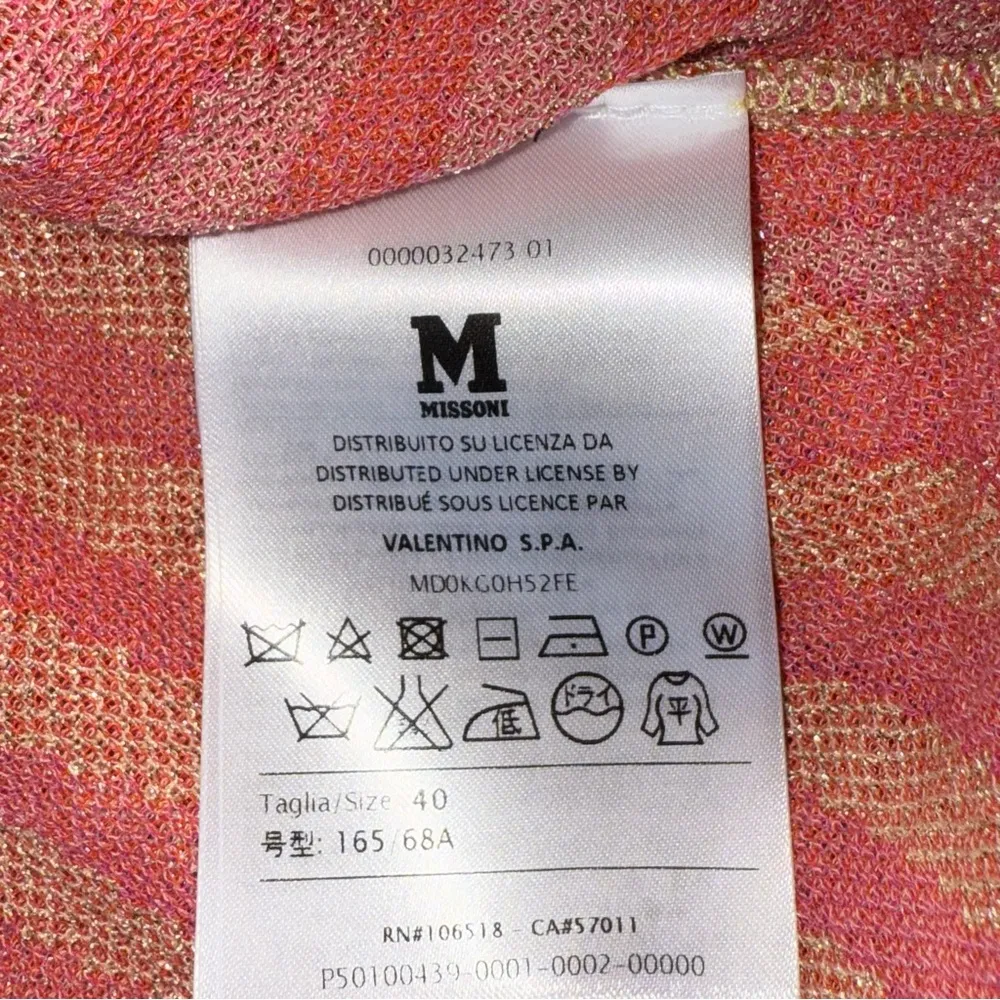 0000032473 01
M
MISSONI
DISTRIBUITO SU LICENZA DA
DISTRIBUTED UNDER LICENSE BY
DISTRIBUÉ SOUS LICENCE PAR
VALENTINO S.P.A.
MD0KG0H52FE
P W
低 ドライ 平
Taglia/Size 40
号型: 165/68A
RN#106518 - CA#57011
P50100439-0001-0002-00000